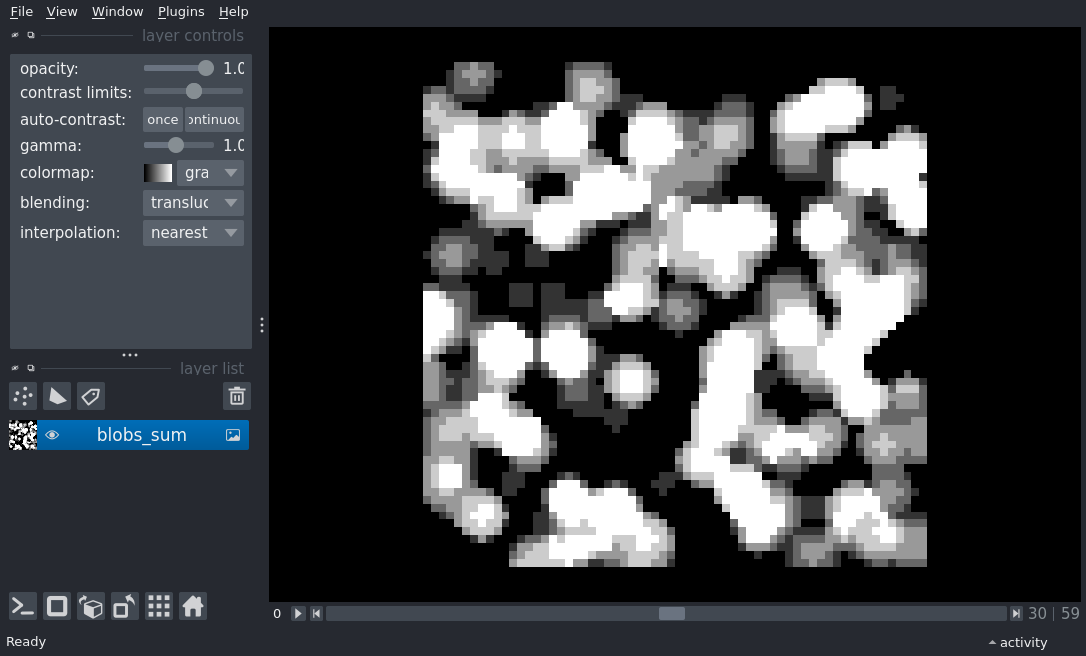 File View Window Plugins Help
layer controls
opacity: 1.0
contrast limits:
auto-contrast: once ontinuou
gamma: 1.0
colormap: gra
blending: transluc
interpolation: nearest
layer list
blobs_sum
0 30 | 59
Ready activity